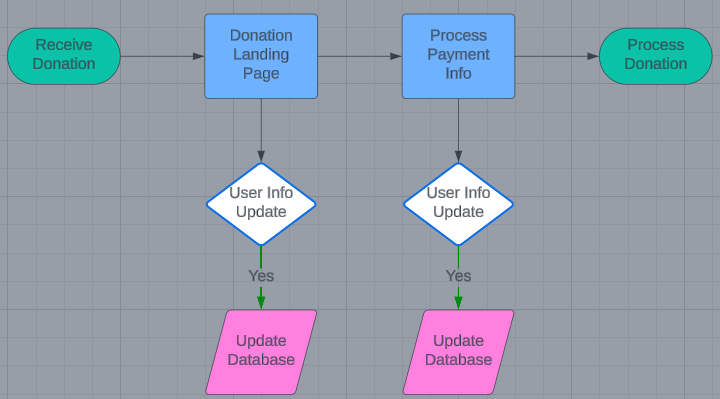 Receive
Donation
Donation
Landing
Page
Process
Payment
Info
Process
Donation
User Info
Update
User Info
Update
Yes
Yes
Update
Database
Update
Database